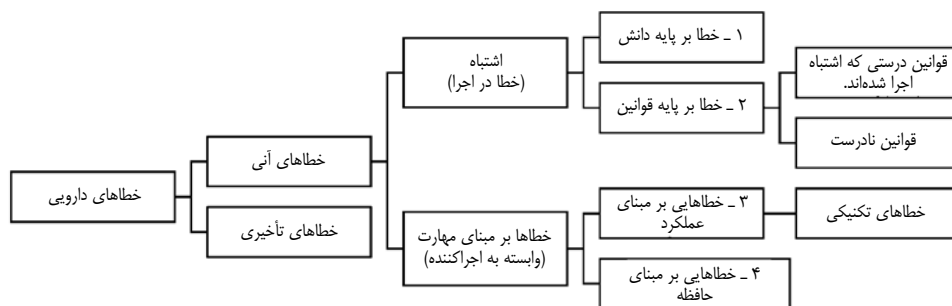 خطاهای دارویی
خطاهای آنی
خطاهای تأخیری
اشتباه
(خطا در اجرا)
خطاها بر مبنای مهارت
(وابسته به اجراکننده)
۱ ـ خطا بر پایه دانش
۲ ـ خطا بر پایه قوانین
۳ ـ خطاهایی بر مبنای
عملکرد
۴ ـ خطاهایی بر مبنای
حافظه
قوانین درستی که اشتباه
اجرا شده‌اند.
قوانین نادرست
خطاهای تکنیکی